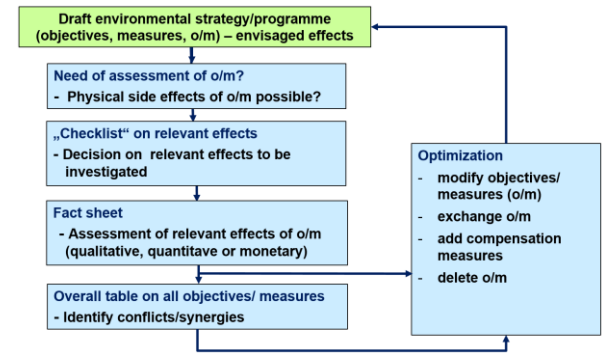 Draft environmental strategy/programme
(objectives, measures, o/m) – envisaged effects
Need of assessment of o/m?
- Physical side effects of o/m possible?
„Checklist“ on relevant effects
- Decision on relevant effects to be
investigated
Fact sheet
- Assessment of relevant effects of o/m
(qualitative, quantitave or monetary)
Overall table on all objectives/ measures
- Identify conflicts/synergies
Optimization
- modify objectives/
measures (o/m)
- exchange o/m
- add compensation
measures
- delete o/m